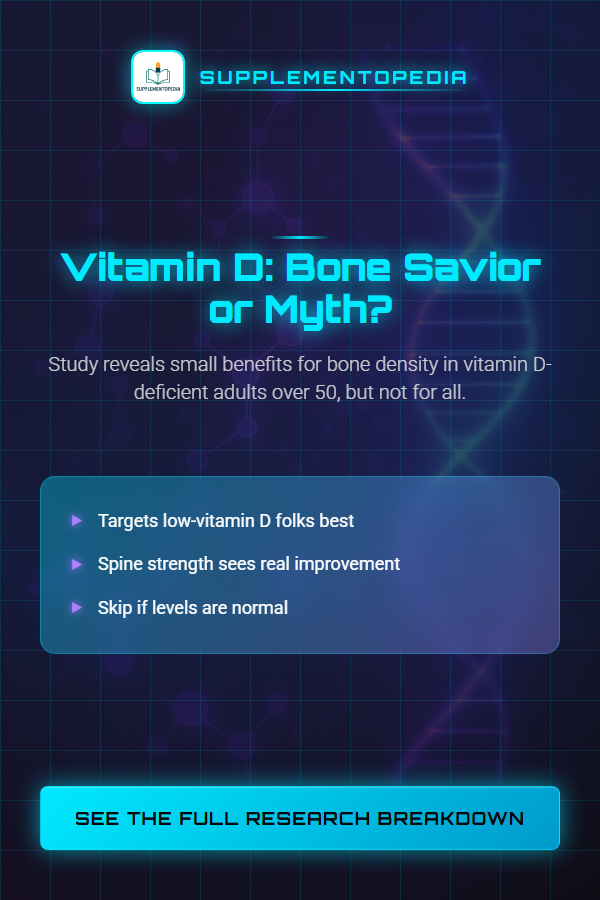 SUPPLEMENTOPEDIA
SUPPLEMENTOPEDIA
Vitamin D: Bone Savior
or Myth?
Study reveals small benefits for bone density in vitamin D-
deficient adults over 50, but not for all.
Targets low-vitamin D folks best
Spine strength sees real improvement
Skip if levels are normal
SEE THE FULL RESEARCH BREAKDOWN